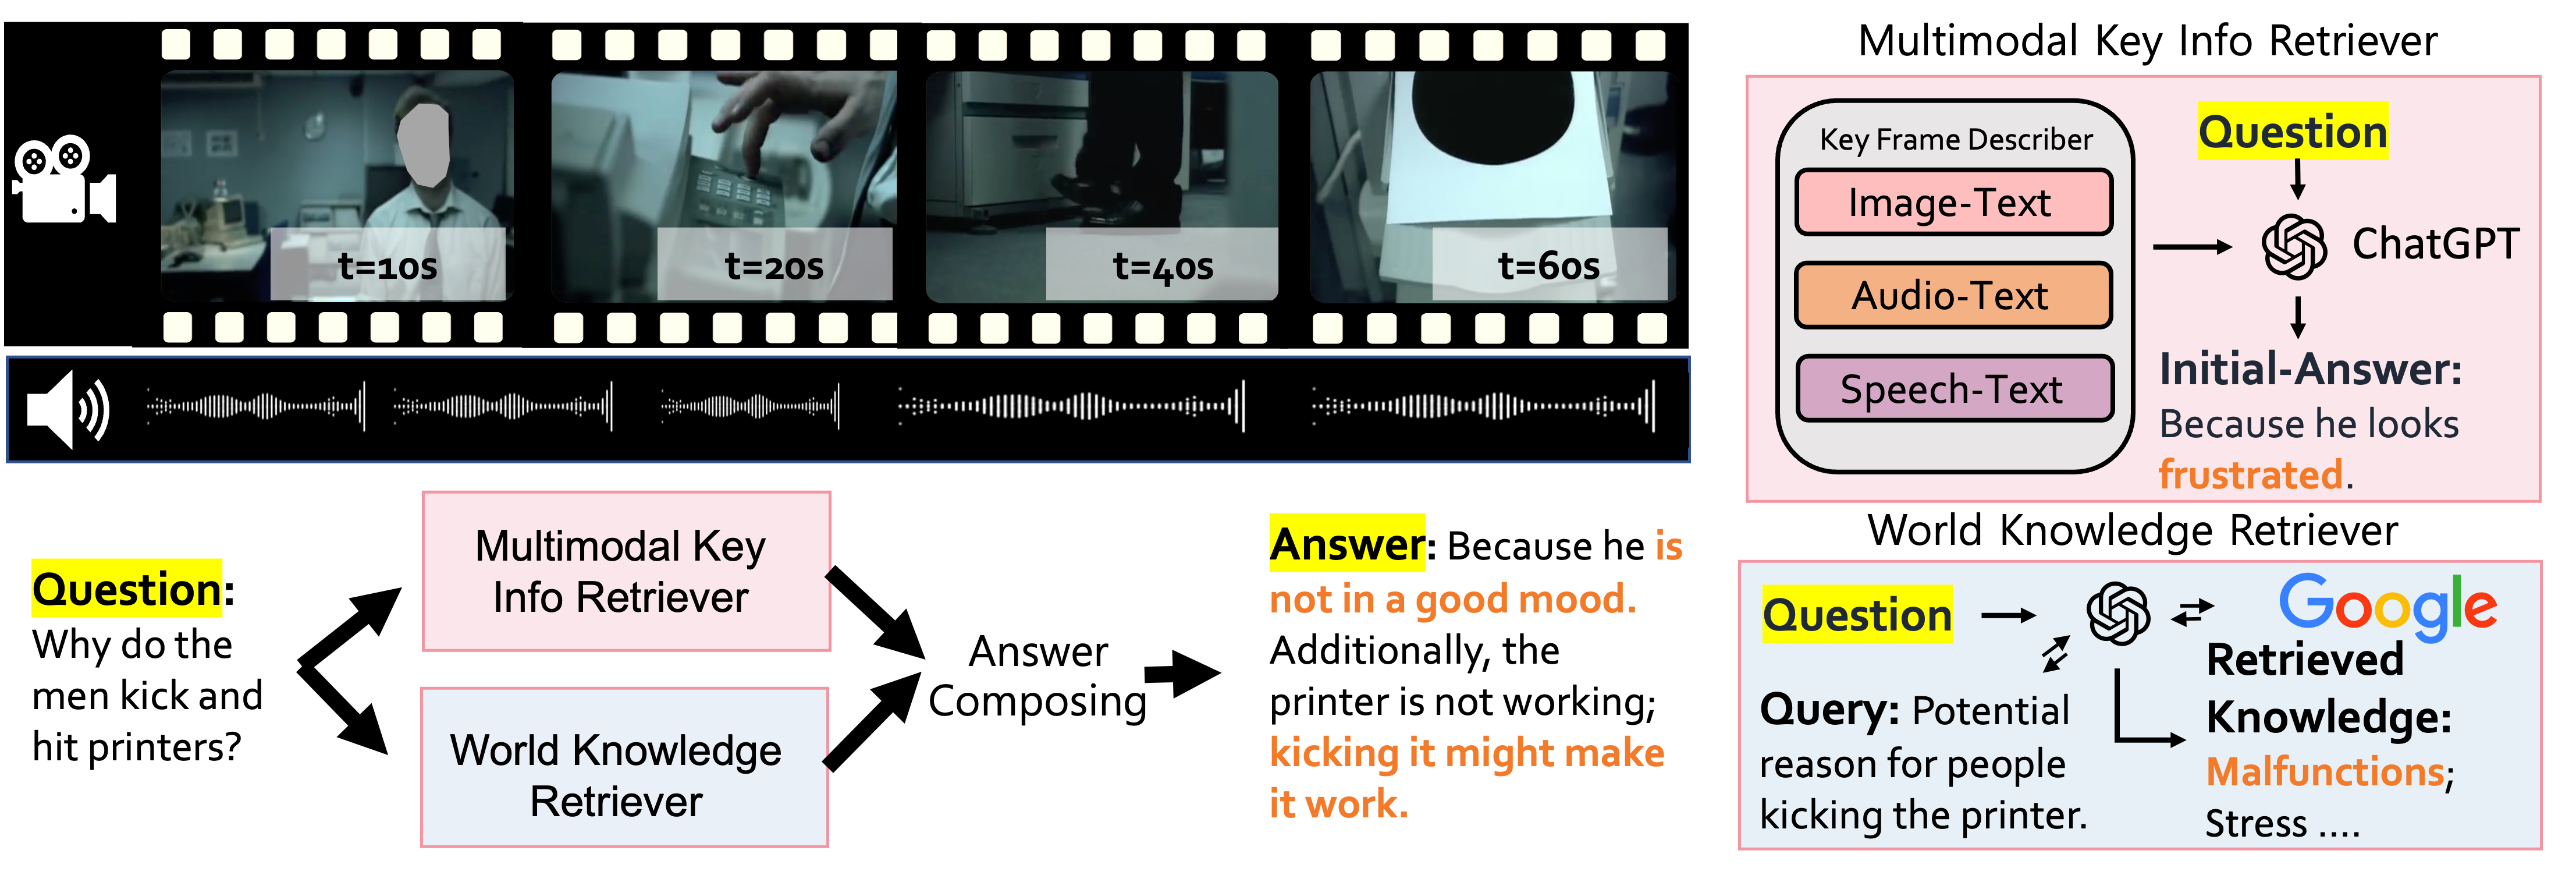 t=10s
t=20s
t=40s
t=60s
Question:
Why do the
men kick and
hit printers?
Multimodal Key
Info Retriever
World Knowledge
Retriever
Answer
Composing
Answer: Because he is
not in a good mood.
Additionally, the
printer is not working;
kicking it might make
it work.
Multimodal Key Info Retriever
Key Frame Describer
Image-Text
Audio-Text
Speech-Text
Question
ChatGPT
Initial-Answer:
Because he looks
frustrated.
World Knowledge Retriever
Question
Google
Query: Potential
reason for people
kicking the printer.
Retrieved
Knowledge:
Malfunctions;
Stress ....